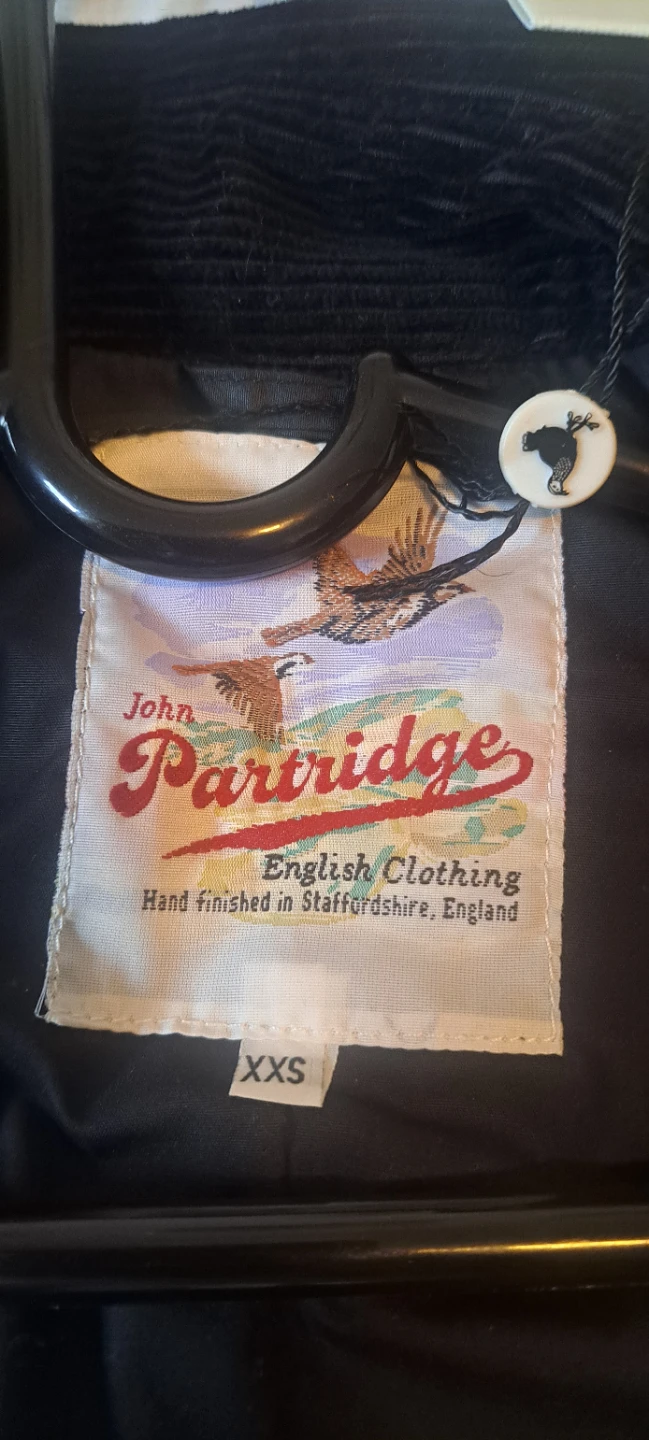 John
Partridge
English Clothing
Hand finished in Staffordshire, England
XXS